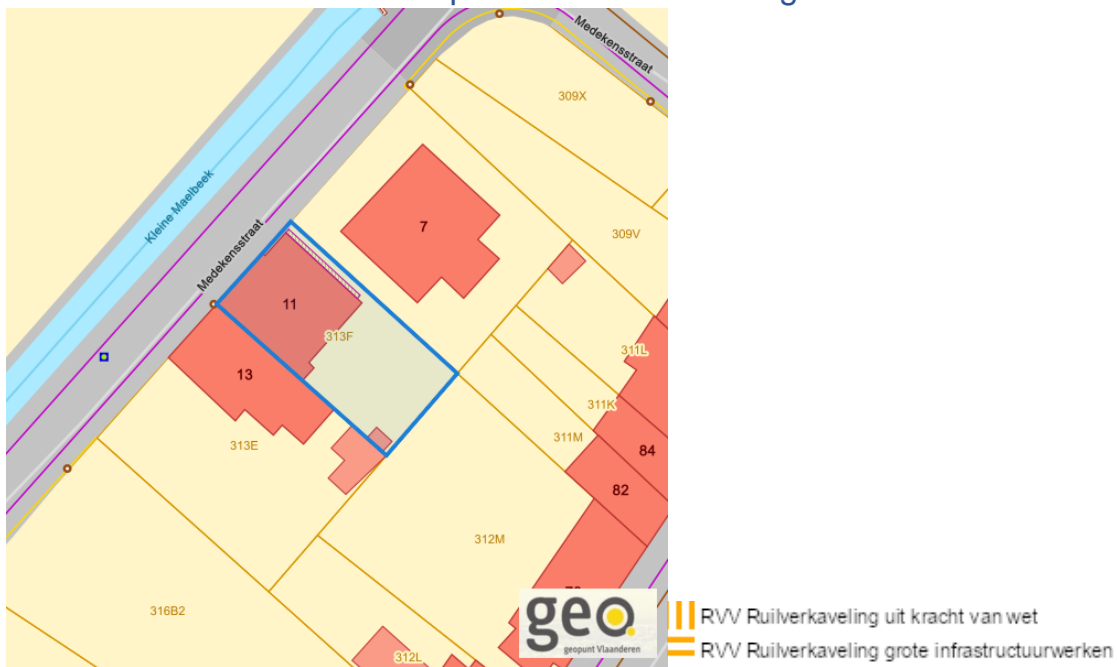 Medekensstraat
309X
Kleine Maelbeek
Medekensstraat
7
309V
11
313F
311L
13
311K
313E
311M
84
82
312M
316B2
312L
geo.
geopunt Vlaanderen
RVV Ruilverkaveling uit kracht van wet
RVV Ruilverkaveling grote infrastructuurwerken